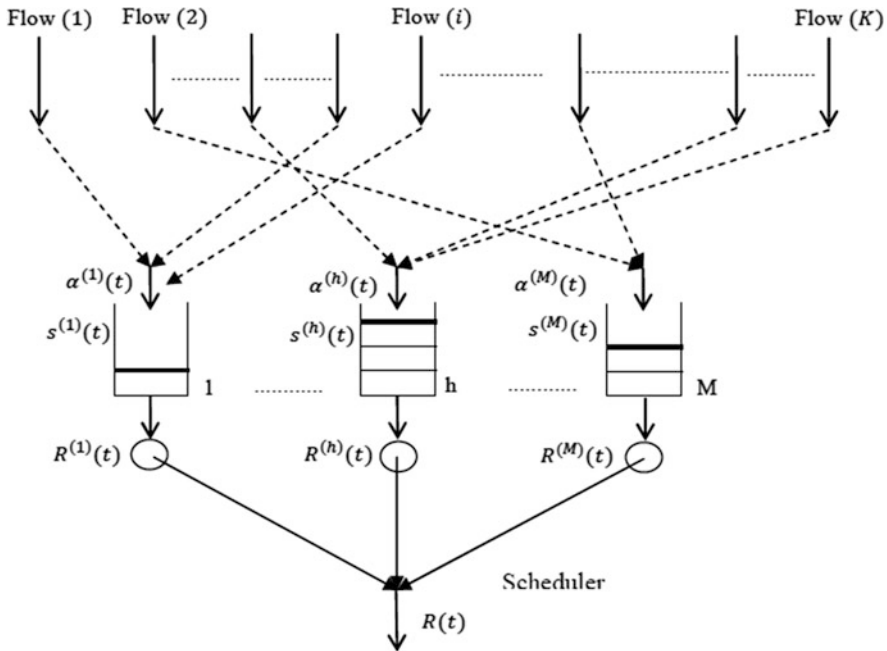 Flow (1) Flow (2) Flow(i) Flow(K)
α^(1)(t) α^(h)(t) α^(M)(t)
s^(1)(t) s^(h)(t) s^(M)(t)
1 h M
R^(1)(t) R^(h)(t) R^(M)(t)
Scheduler
R(t)